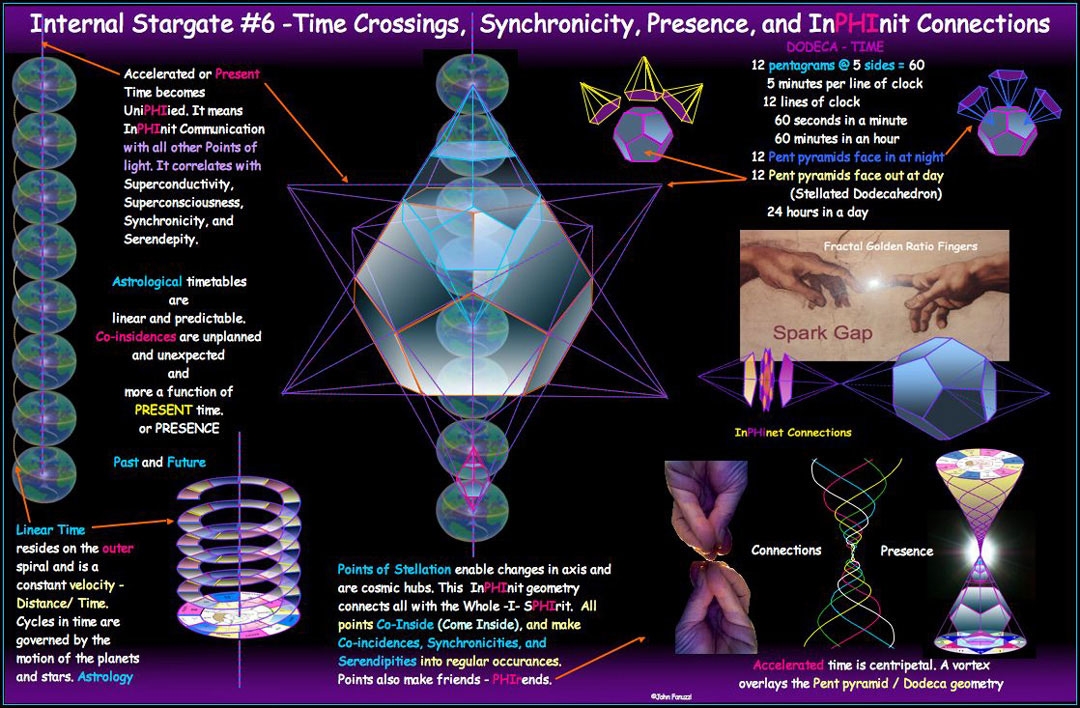 Internal Stargate #6 -Time Crossings, Synchronicity, Presence, and InPHInit Connections
Accelerated or Present
Time becomes
UniPHIied. It means
InPHInit Communication
with all other Points of
light. It correlates with
Superconductivity,
Superconsciousness,
Synchronicity, and
Serendepity.
Astrological timetables
are
linear and predictable.
Co-insidences are unplanned
and unexpected
and
more a function of
PRESENT time.
or PRESENCE
Past and Future
Linear Time
resides on the outer
spiral and is a
constant velocity -
Distance/ Time.
Cycles in time are
governed by the
motion of the planets
and stars. Astrology
Points of Stellation enable changes in axis and
are cosmic hubs. This InPHInit geometry
connects all with the Whole -I- SPHIrit. All
points Co-Inside (Come Inside), and make
Co-incidences, Synchronicities, and
Serendipities into regular occurances.
Points also make friends - PHIrends.
DODECA - TIME
12 pentagrams @ 5 sides = 60
5 minutes per line of clock
12 lines of clock
60 seconds in a minute
60 minutes in an hour
12 Pent pyramids face in at night
12 Pent pyramids face out at day
(Stellated Dodecahedron)
24 hours in a day
Fractal Golden Ratio Fingers
Spark Gap
InPHInet Connections
Connections
Presence
Accelerated time is centripetal. A vortex
overlays the Pent pyramid / Dodeca geometry